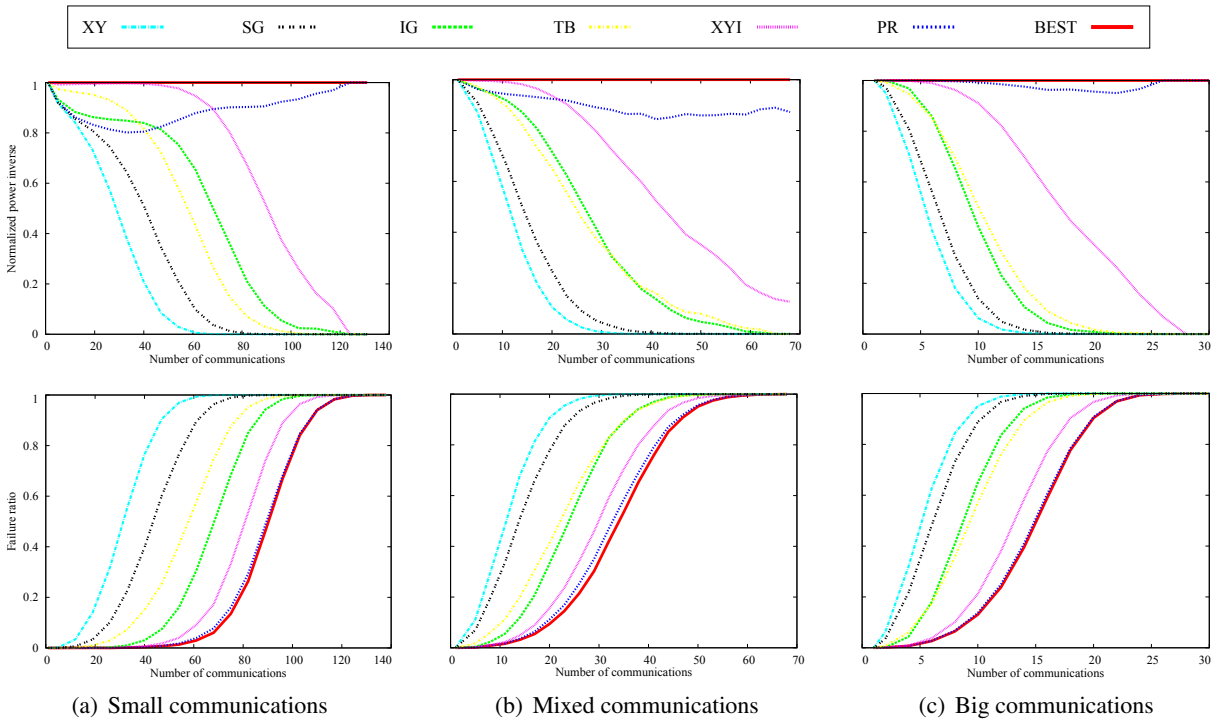 XY SG IG TB XYI PR BEST
Normalized power inverse
1
0.8
0.6
0.4
0.2
0
0 20 40 60 80 100 120 140
Number of communications
0 10 20 30 40 50 60 70
Number of communications
0 5 10 15 20 25 30
Number of communications
Failure ratio
1
0.8
0.6
0.4
0.2
0
0 20 40 60 80 100 120 140
Number of communications
0 10 20 30 40 50 60 70
Number of communications
0 5 10 15 20 25 30
Number of communications
(a) Small communications
(b) Mixed communications
(c) Big communications